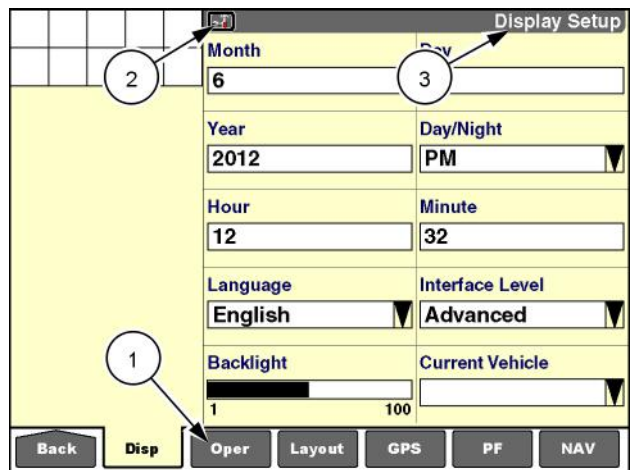 Display Setup
2
3
Month Day
6
Year Day/Night
2012 PM
Hour Minute
12 32
Language Interface Level
English Advanced
1
Backlight Current Vehicle
1 100
Back Disp Oper Layout GPS PF NAV